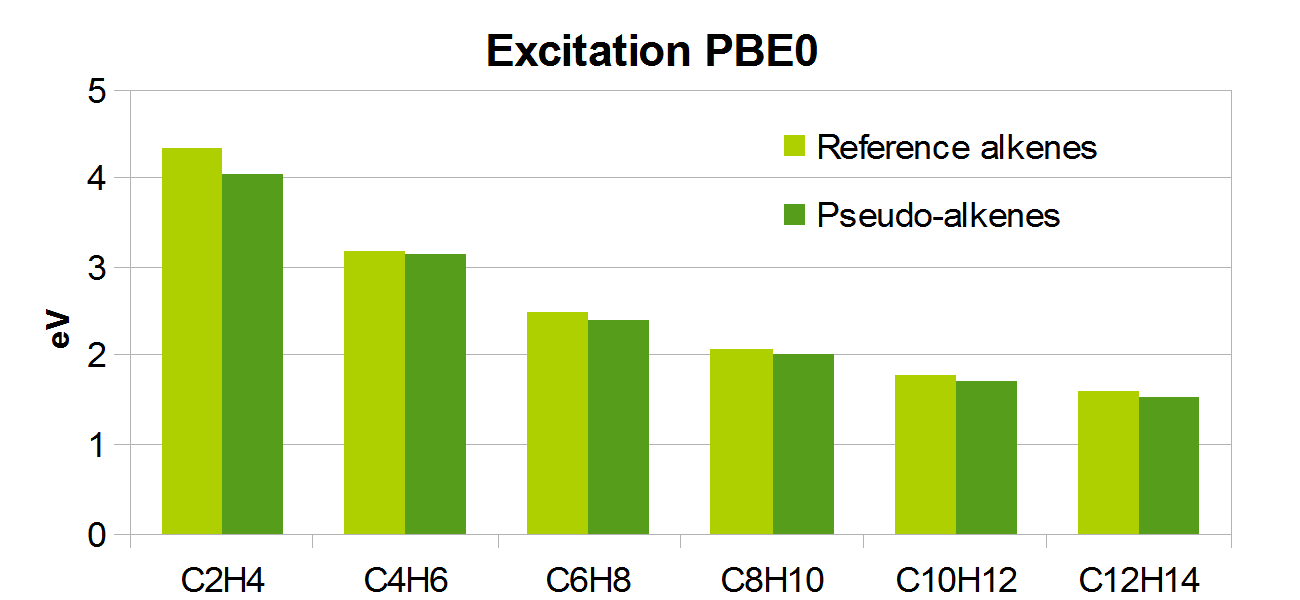 Excitation PBE0
5
4
3
2
1
0
eV
Reference alkenes
Pseudo-alkenes
C2H4 C4H6 C6H8 C8H10 C10H12 C12H14